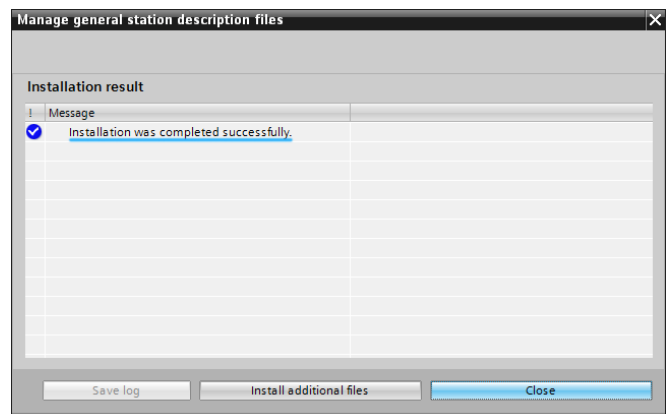 Manage general station description files
Installation result
! Message
Installation was completed successfully.
Save log
Install additional files
Close